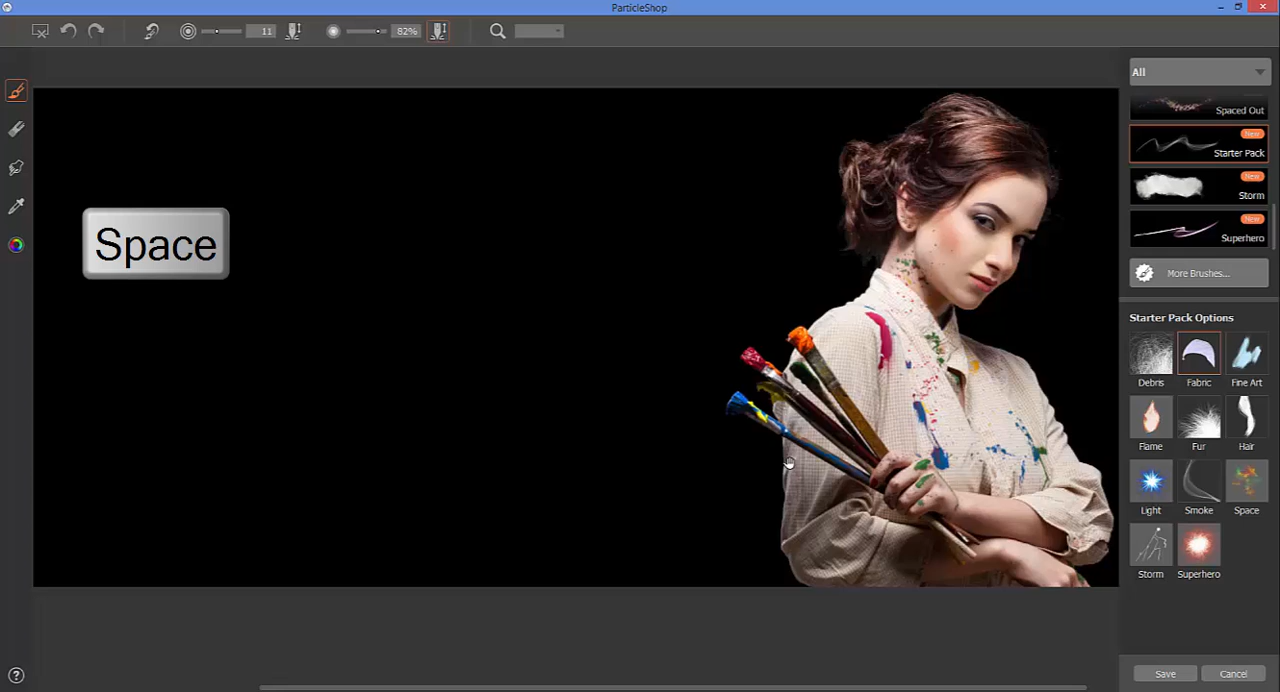 ParticleShop
11
82%
All
Spaced Out
New
Starter Pack
New
Storm
New
Superhero
More Brushes...
Space
Starter Pack Options
Debris Fabric Fine Art
Flame Fur Hair
Light Smoke Space
Storm Superhero
Save Cancel
?